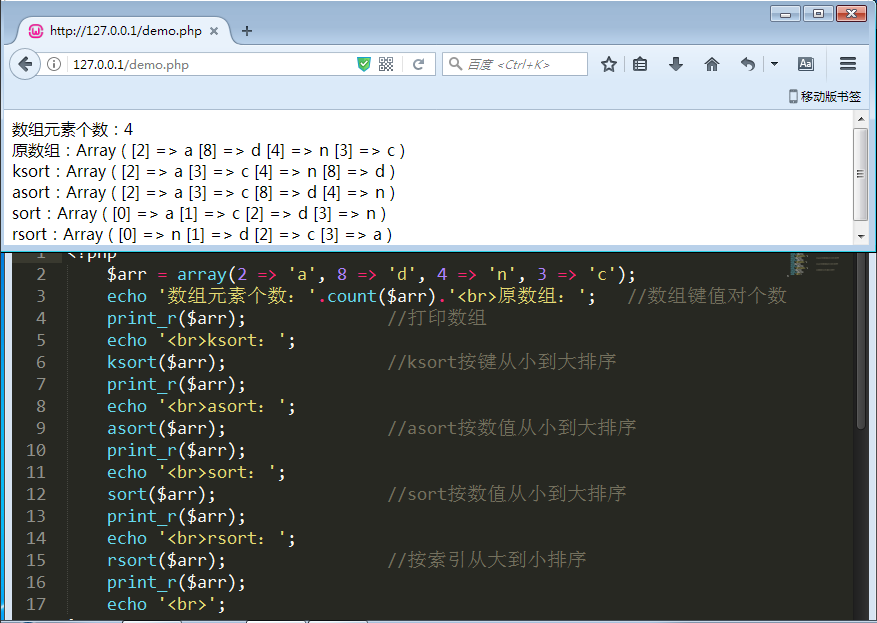 http://127.0.0.1/demo.php
127.0.0.1/demo.php
百度 <Ctrl+K>
移动版书签
数组元素个数：4
原数组：Array ( [2] => a [8] => d [4] => n [3] => c )
ksort：Array ( [2] => a [3] => c [4] => n [8] => d )
asort：Array ( [2] => a [3] => c [8] => d [4] => n )
sort：Array ( [0] => a [1] => c [2] => d [3] => n )
rsort：Array ( [0] => n [1] => d [2] => c [3] => a )
1 <?php
2 $arr = array(2 => 'a', 8 => 'd', 4 => 'n', 3 => 'c');
3 echo '数组元素个数：'.count($arr).'<br>原数组：'; //数组键值对个数
4 print_r($arr); //打印数组
5 echo '<br>ksort：';
6 ksort($arr); //ksort按键从小到大排序
7 print_r($arr);
8 echo '<br>asort：';
9 asort($arr); //asort按数值从小到大排序
10 print_r($arr);
11 echo '<br>sort：';
12 sort($arr); //sort按数值从小到大排序
13 print_r($arr);
14 echo '<br>rsort：';
15 rsort($arr); //按索引从大到小排序
16 print_r($arr);
17 echo '<br>';